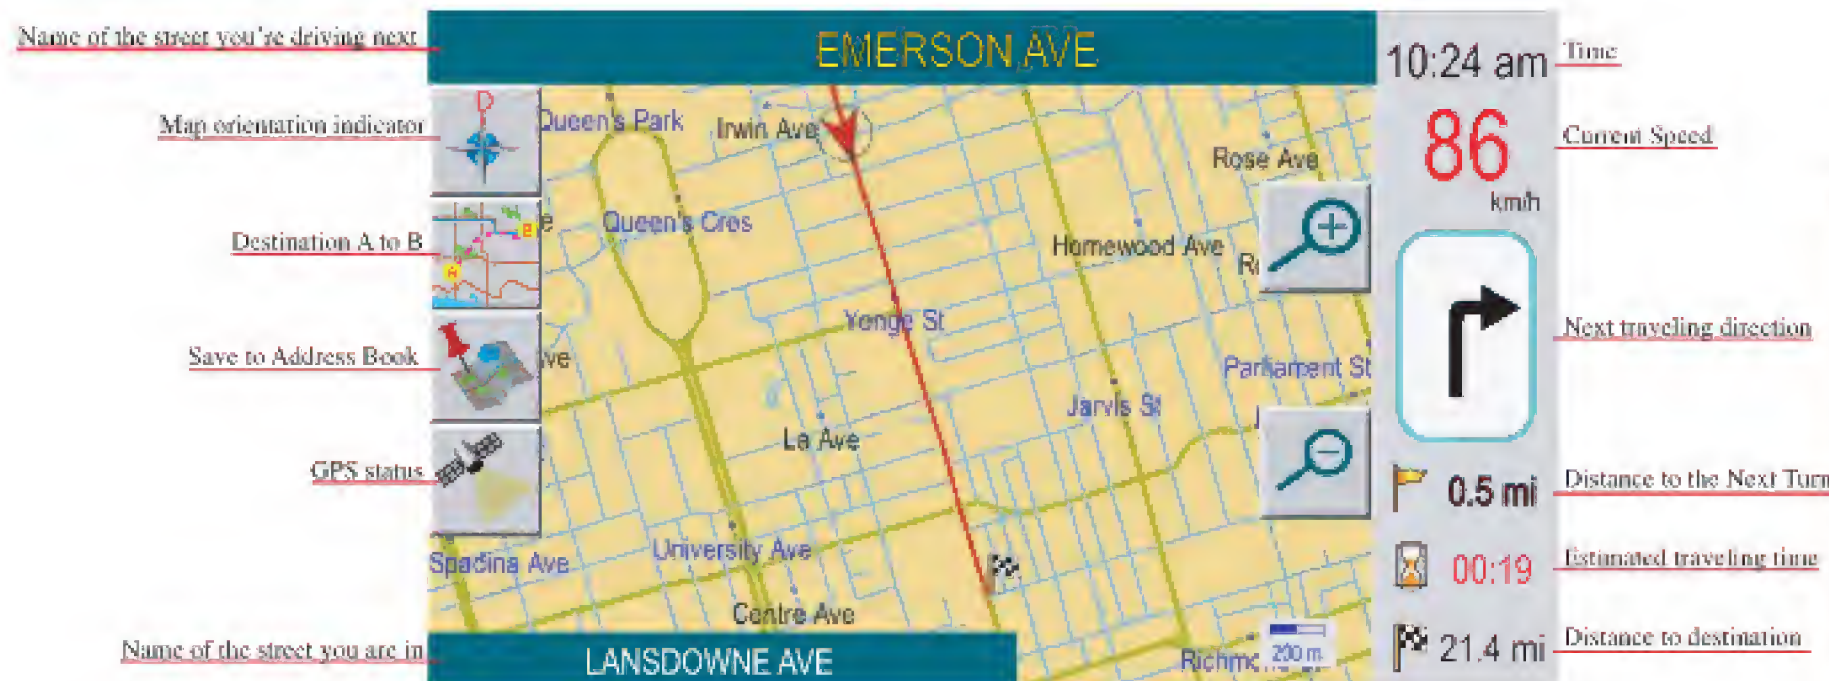 Name of the street you're driving next
EMERSON AVE
10:24 am
Time
D
Map orientation indicator
Queen's Park
Irwin Ave
86
Current Speed
Rose Ave
km/h
Destination A to B
A
B
Queen's Cres
Homewood Ave
Yonge St
Next traveling direction
Save to Address Book
Parliament St
Jarvis St
La Ave
GPS status
0.5 mi
Distance to the Next Turn
University Ave
Spadina Ave
00:19
Estimated traveling time
Centre Ave
Name of the street you are in
LANSDOWNE AVE
200 m
21.4 mi
Distance to destination